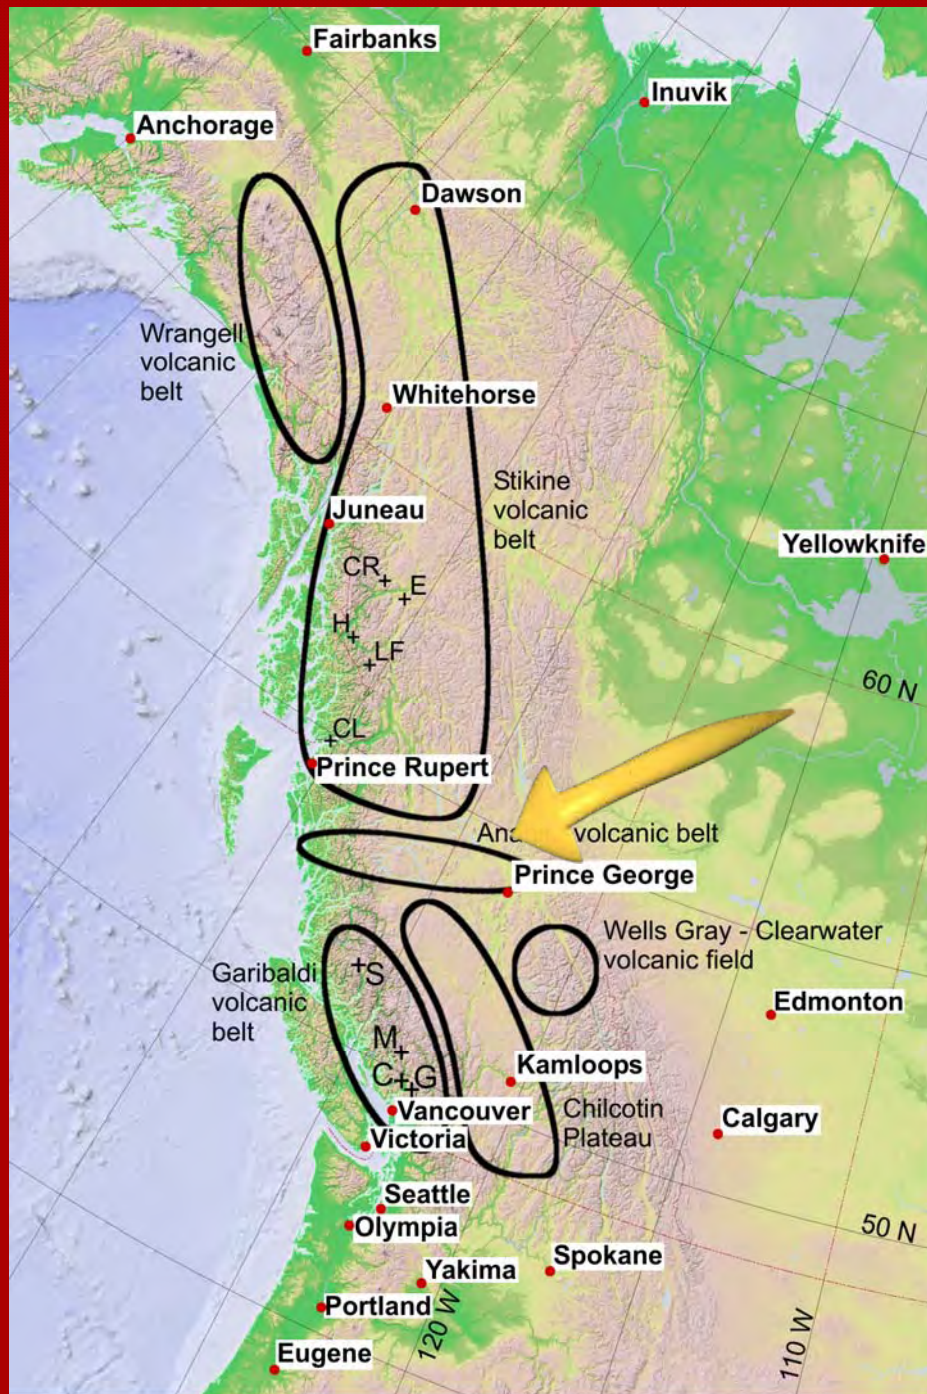 Fairbanks
Inuvik
Anchorage
Dawson
Wrangell
volcanic
belt
Whitehorse
Stikine
volcanic
belt
Juneau
Yellowknife
CR
E
H
LF
60 N
CL
Prince Rupert
volcanic belt
Prince George
Wells Gray - Clearwater
volcanic field
Garibaldi
volcanic
belt
S
Edmonton
M
Kamloops
C
G
Vancouver
Chilcotin
Plateau
Calgary
Victoria
Seattle
Olympia
50 N
Spokane
Yakima
Portland
120 W
110 W
Eugene